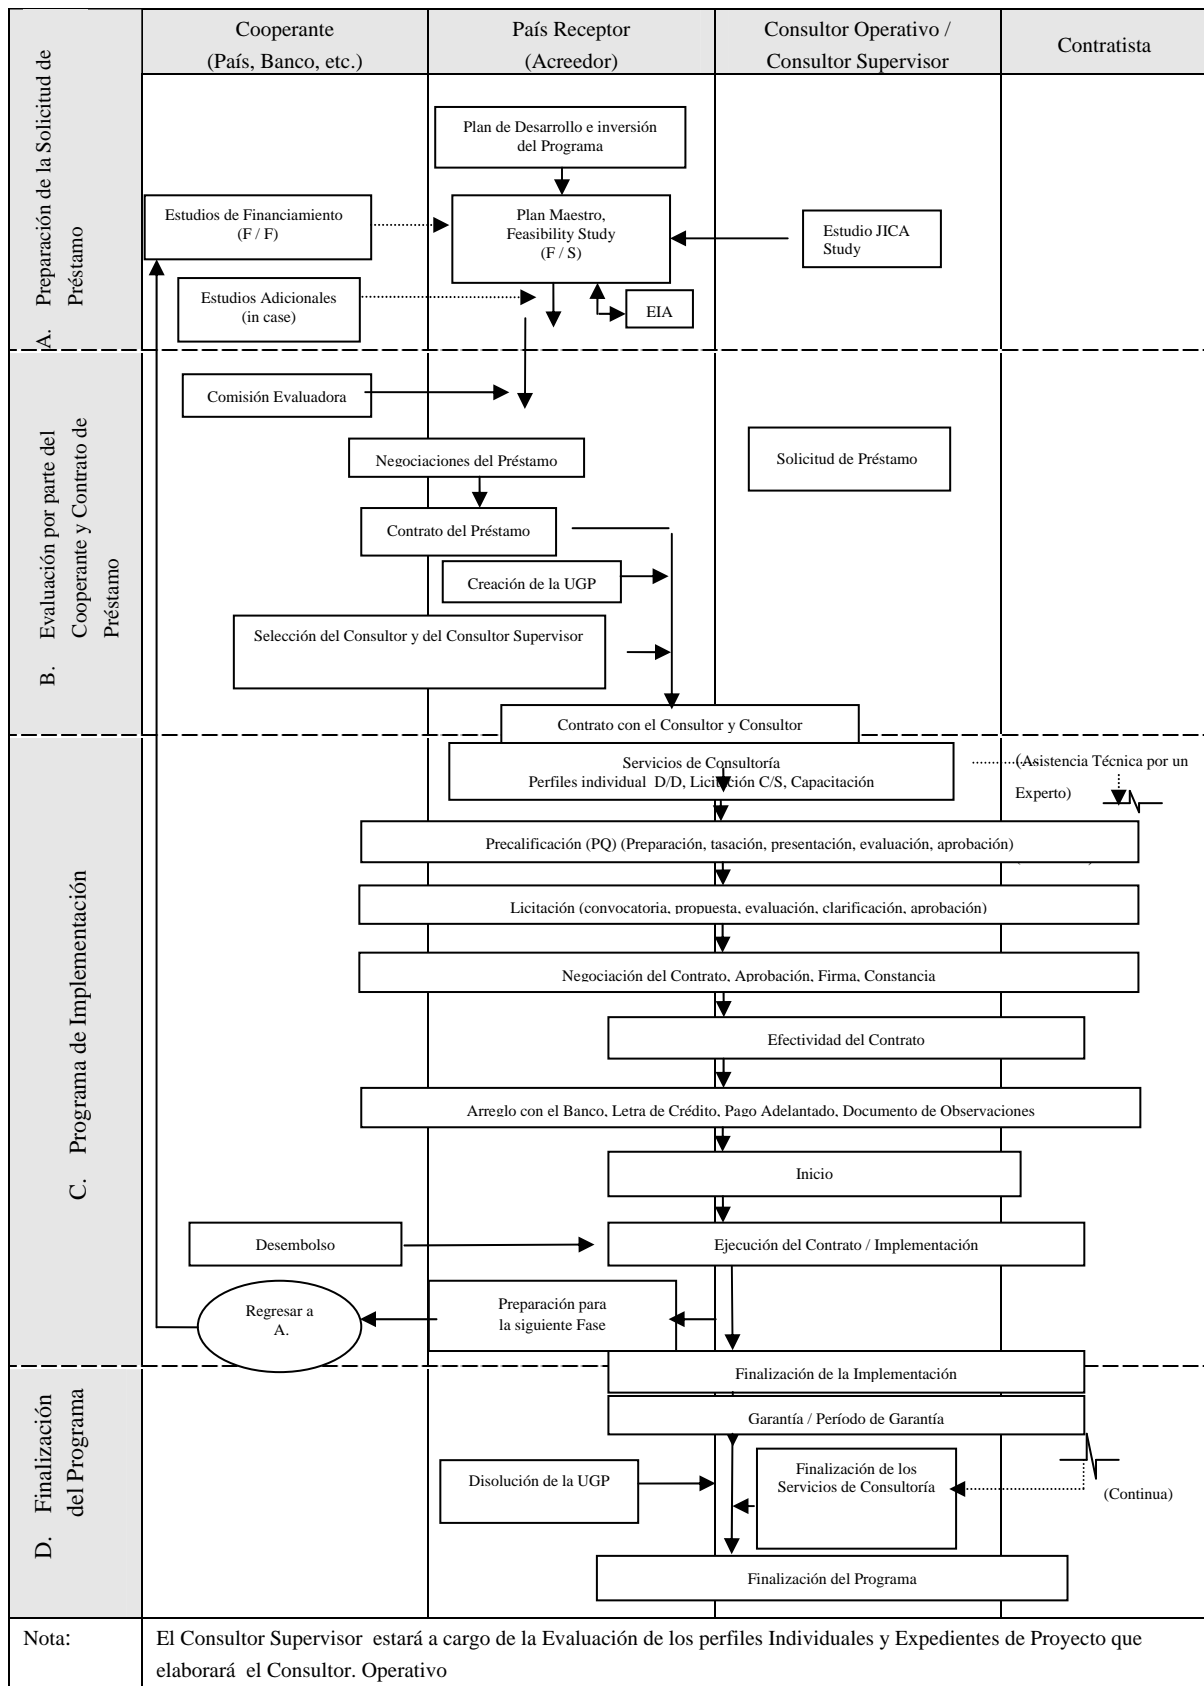 Cooperante
(País, Banco, etc.)
País Receptor
(Acreedor)
Consultor Operativo /
Consultor Supervisor
Contratista
A. Preparación de la Solicitud de
Préstamo
Plan de Desarrollo e inversión
del Programa
Estudios de Financiamiento
(F / F)
Plan Maestro,
Feasibility Study
(F / S)
Estudio JICA
Study
Estudios Adicionales
(in case)
EIA
B. Evaluación por parte del
Cooperante y Contrato de
Préstamo
Comisión Evaluadora
Negociaciones del Préstamo
Solicitud de Préstamo
Contrato del Préstamo
Creación de la UGP
Selección del Consultor y del Consultor Supervisor
Contrato con el Consultor y Consultor
C. Programa de Implementación
Servicios de Consultoría
Perfiles individual D/D, Licitación C/S, Capacitación
(Asistencia Técnica por un
Experto)
Precalificación (PQ) (Preparación, tasación, presentación, evaluación, aprobación)
Licitación (convocatoria, propuesta, evaluación, clarificación, aprobación)
Negociación del Contrato, Aprobación, Firma, Constancia
Efectividad del Contrato
Arreglo con el Banco, Letra de Crédito, Pago Adelantado, Documento de Observaciones
Inicio
Desembolso
Ejecución del Contrato / Implementación
Regresar a
A.
Preparación para
la siguiente Fase
D. Finalización
del Programa
Finalización de la Implementación
Garantía / Período de Garantía
Disolución de la UGP
Finalización de los
Servicios de Consultoría
(Continua)
Finalización del Programa
Nota:
El Consultor Supervisor estará a cargo de la Evaluación de los perfiles Individuales y Expedientes de Proyecto que
elaborará el Consultor. Operativo